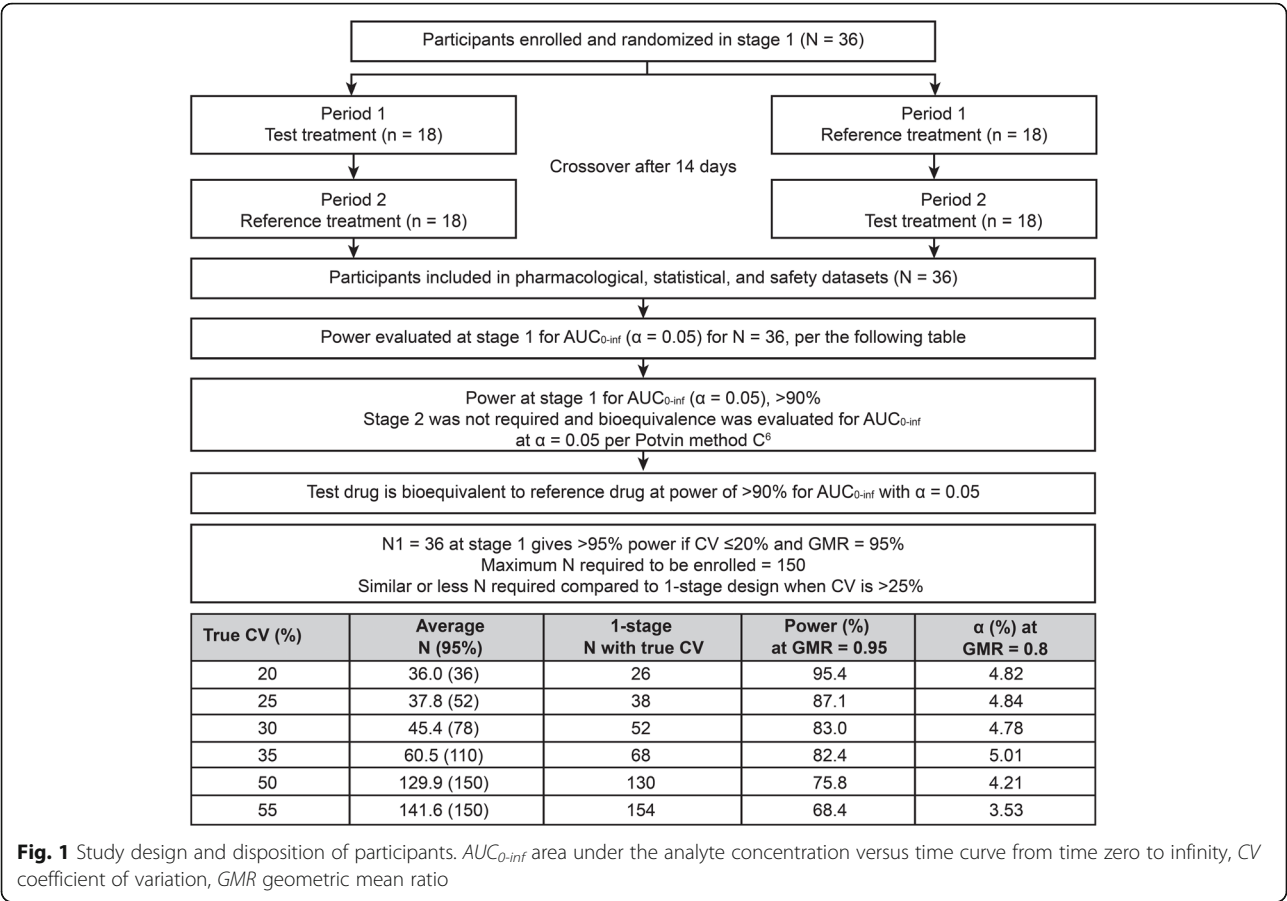 Participants enrolled and randomized in stage 1 (N = 36)
Period 1
Test treatment (n = 18)
Period 1
Reference treatment (n = 18)
Crossover after 14 days
Period 2
Reference treatment (n = 18)
Period 2
Test treatment (n = 18)
Participants included in pharmacological, statistical, and safety datasets (N = 36)
Power evaluated at stage 1 for AUC0-inf (α = 0.05) for N = 36, per the following table
Power at stage 1 for AUC0-inf (α = 0.05), >90%
Stage 2 was not required and bioequivalence was evaluated for AUC0-inf
at α = 0.05 per Potvin method C6
Test drug is bioequivalent to reference drug at power of >90% for AUC0-inf with α = 0.05
N1 = 36 at stage 1 gives >95% power if CV ≤20% and GMR = 95%
Maximum N required to be enrolled = 150
Similar or less N required compared to 1-stage design when CV is >25%
True CV (%) Average N (95%) 1-stage N with true CV Power (%) at GMR = 0.95 α (%) at GMR = 0.8
20 36.0 (36) 26 95.4 4.82
25 37.8 (52) 38 87.1 4.84
30 45.4 (78) 52 83.0 4.78
35 60.5 (110) 68 82.4 5.01
50 129.9 (150) 130 75.8 4.21
55 141.6 (150) 154 68.4 3.53
Fig. 1 Study design and disposition of participants. AUC0-inf area under the analyte concentration versus time curve from time zero to infinity, CV
coefficient of variation, GMR geometric mean ratio